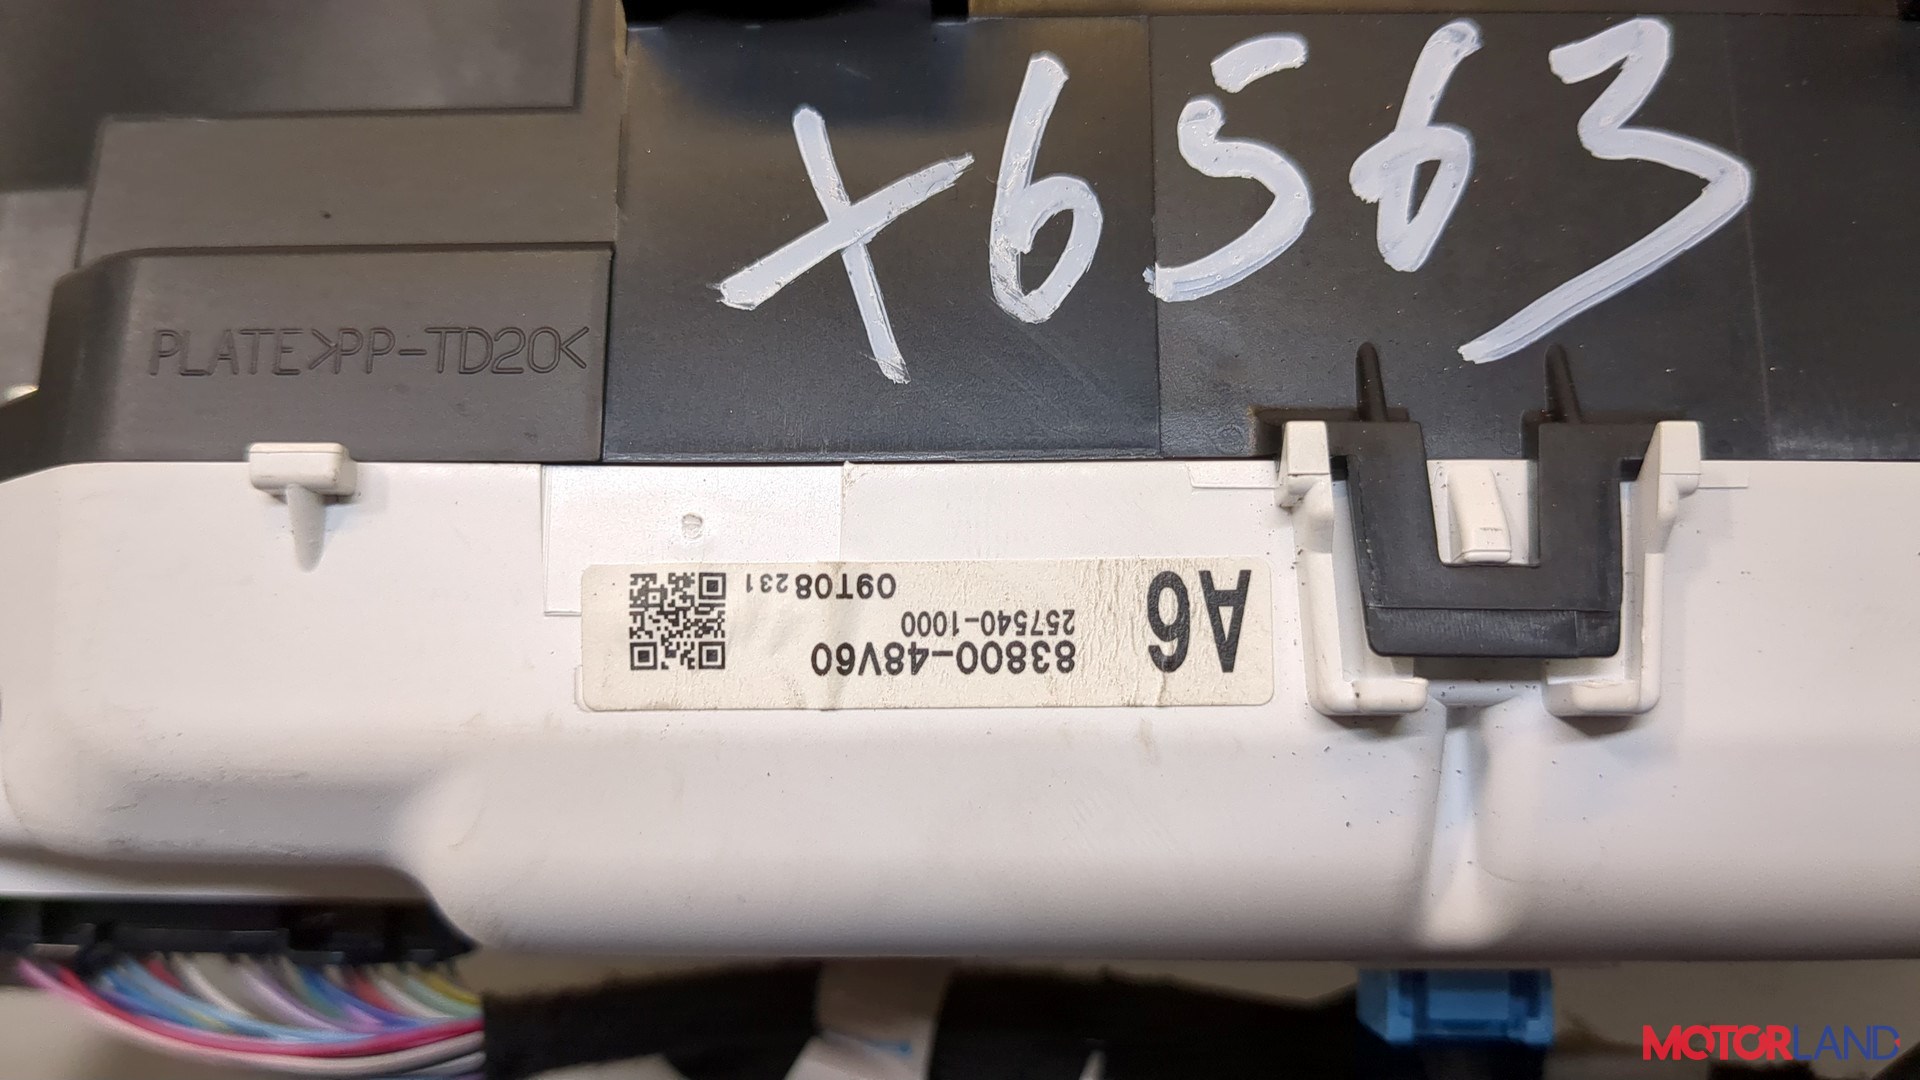 X6563
PLATE>PP-TD20<
A6
83800-48V60
257540-1000
09T08231
MOTORLAND